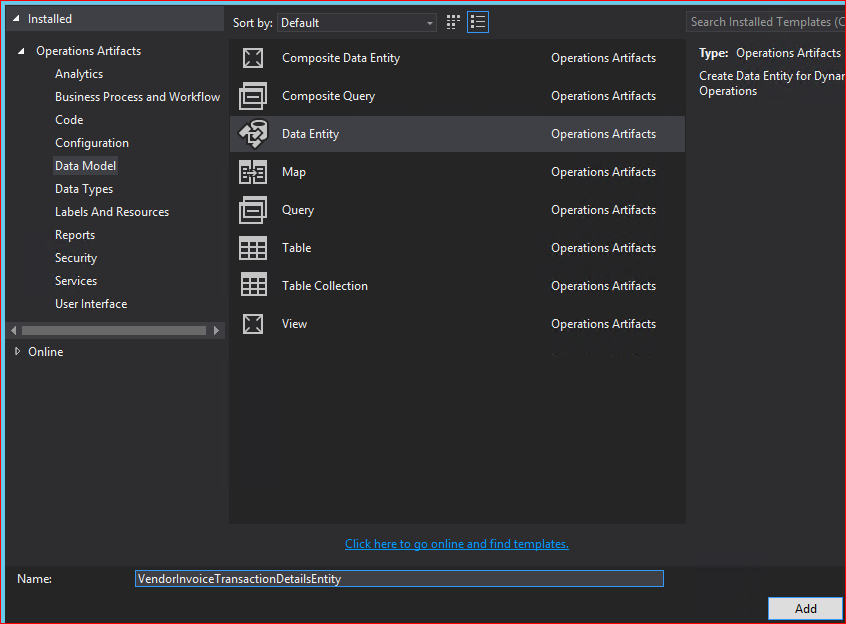 Installed
Sort by: Default
Search Installed Templates (C
Operations Artifacts
Analytics
Business Process and Workflow
Code
Configuration
Data Model
Data Types
Labels And Resources
Reports
Security
Services
User Interface
Online
Composite Data Entity Operations Artifacts
Composite Query Operations Artifacts
Data Entity Operations Artifacts
Map Operations Artifacts
Query Operations Artifacts
Table Operations Artifacts
Table Collection Operations Artifacts
View Operations Artifacts
Type: Operations Artifacts
Create Data Entity for Dynar
Operations
Click here to go online and find templates.
Name: VendorInvoiceTransactionDetailsEntity
Add